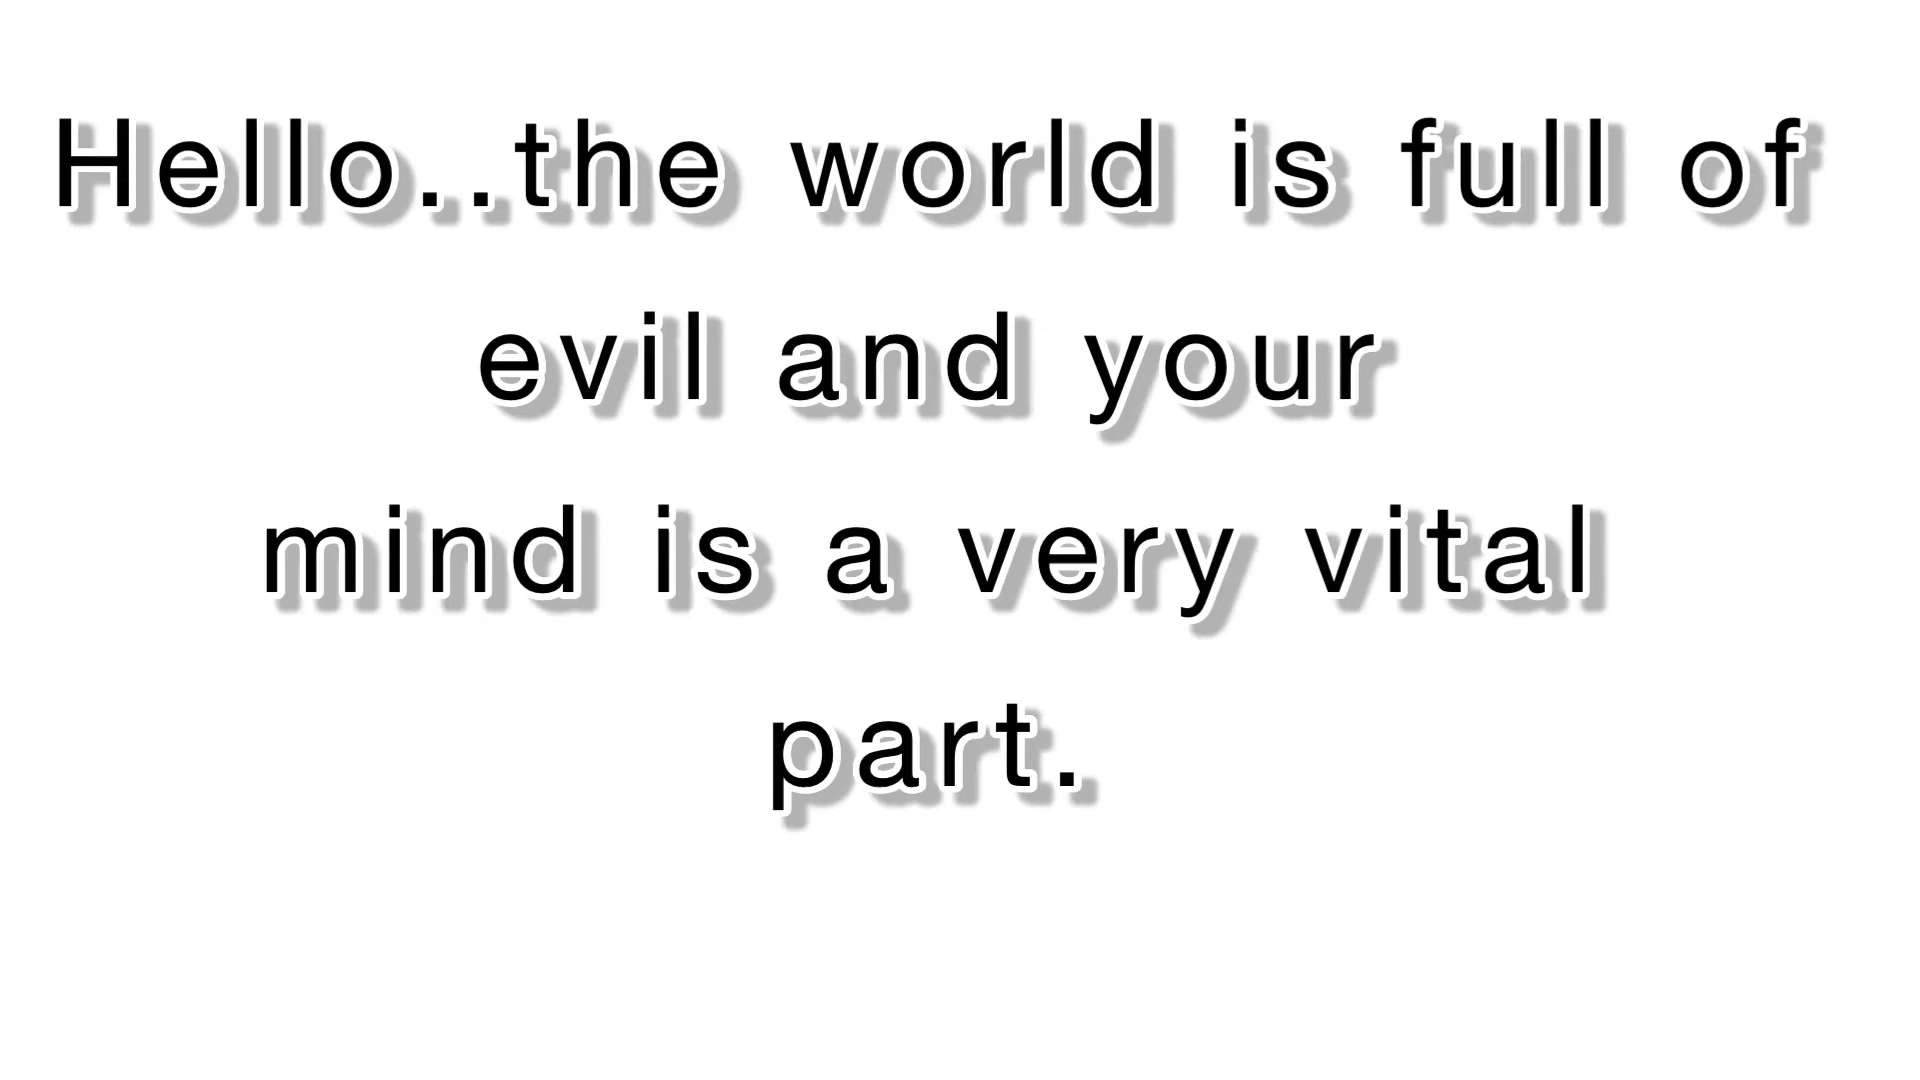 Hello..the world is full of
evil and your
mind is a very vital
part.